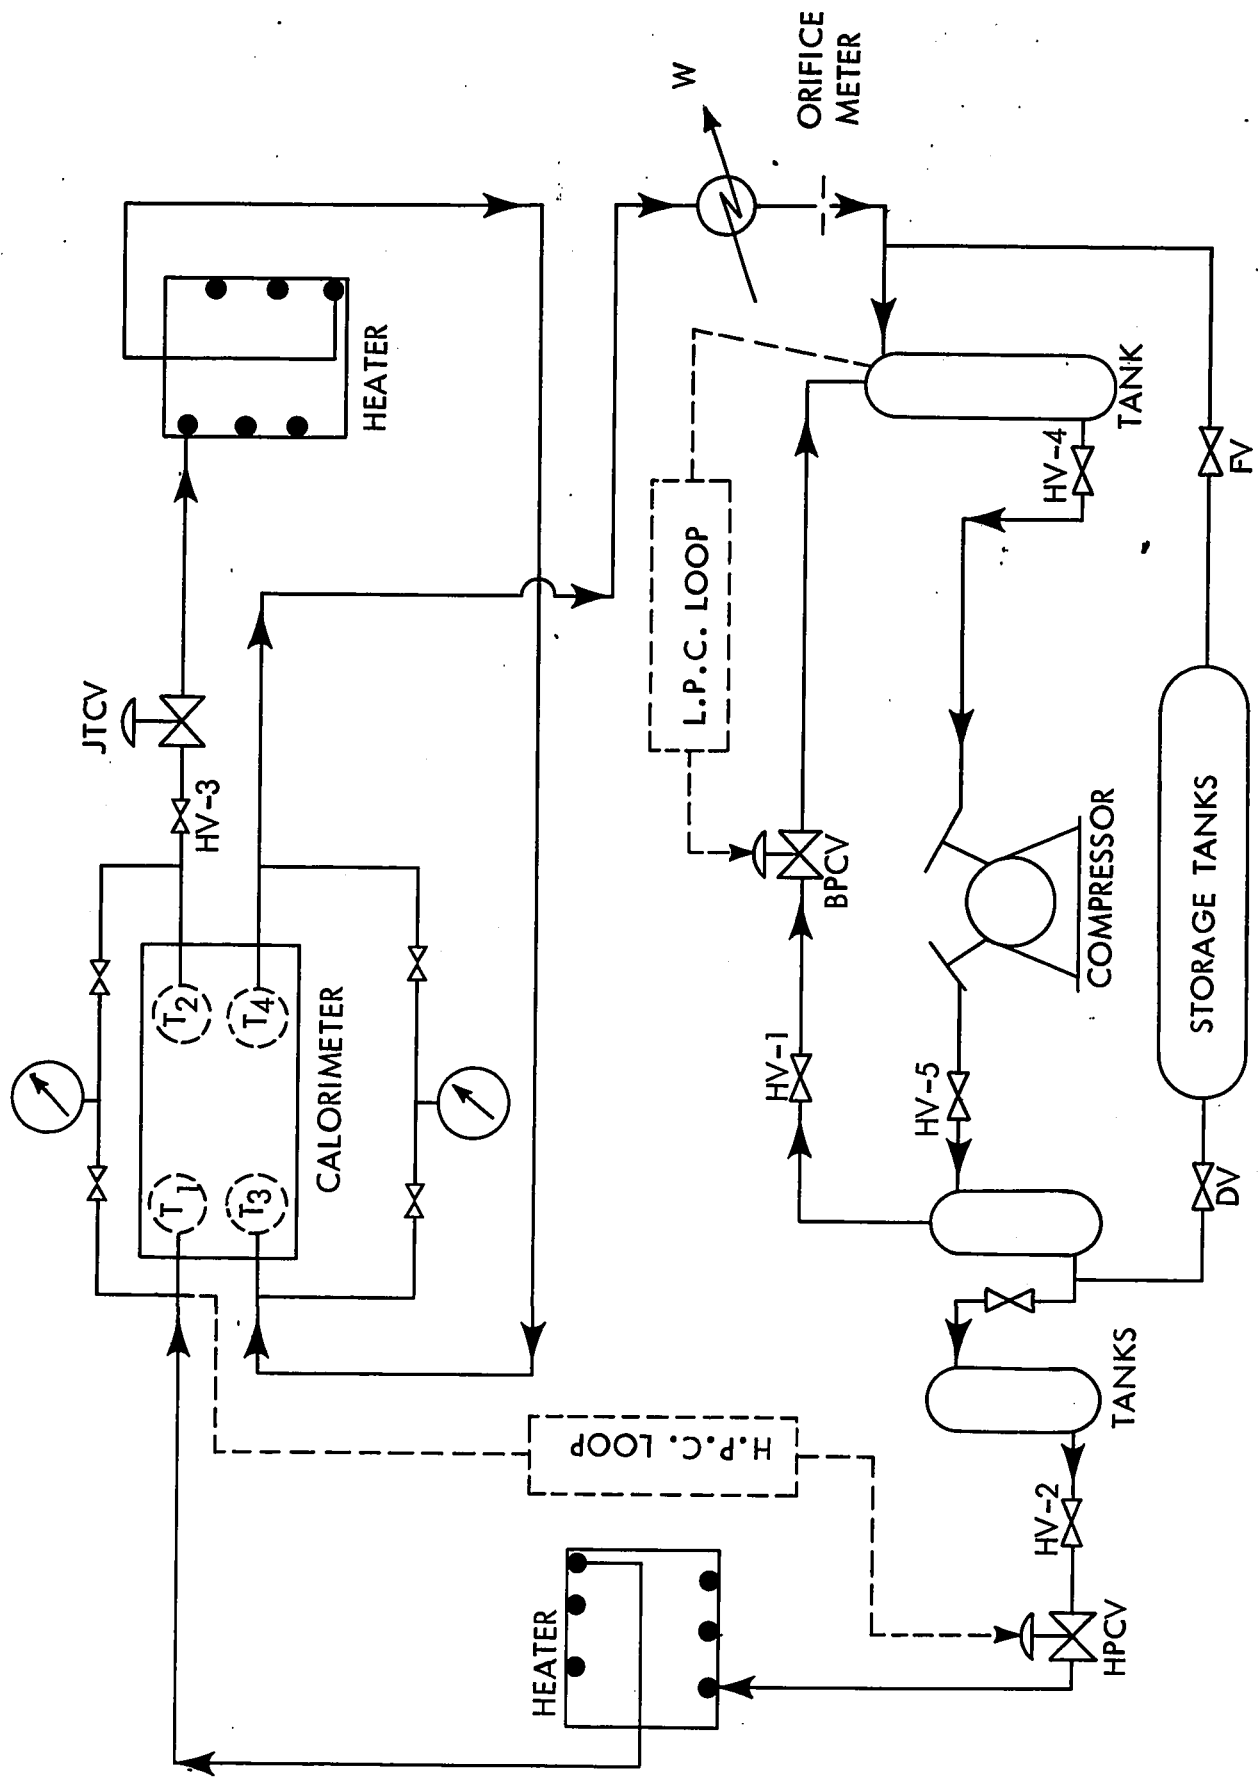 HEATER
H.P.C. LOOP
HPCV
HV-2
TANKS
T1
T2
T3
T4
CALORIMETER
HV-3
JTCV
HEATER
HV-5
HV-1
BPCV
L.P.C. LOOP
COMPRESSOR
DV
STORAGE TANKS
HV-4
TANK
FV
W
ORIFICE
METER